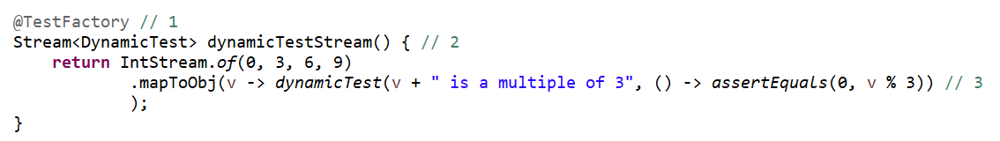 @TestFactory // 1
Stream<DynamicTest> dynamicTestStream() { // 2
    return IntStream.of(0, 3, 6, 9)
            .mapToObj(v -> dynamicTest(v + " is a multiple of 3", () -> assertEquals(0, v % 3)) // 3
            );
}